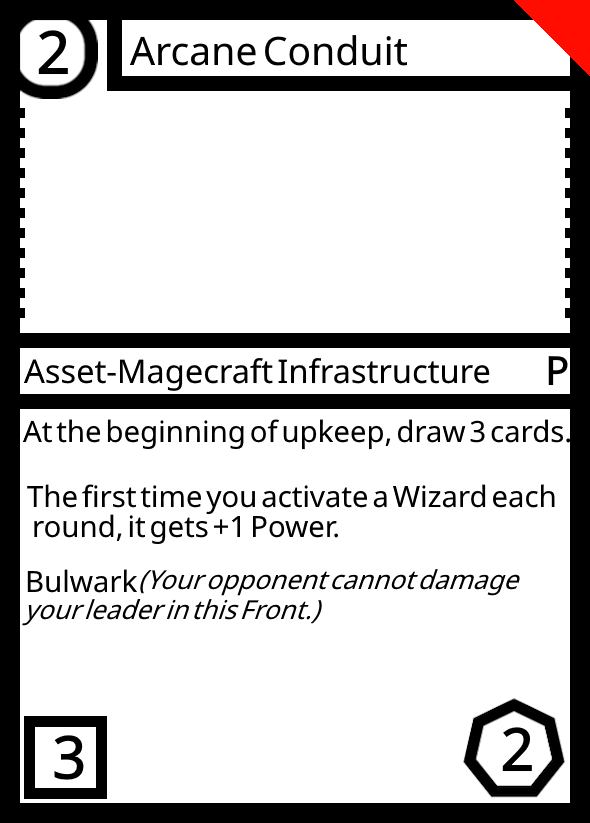 2
Arcane Conduit
Asset-Magecraft Infrastructure P
At the beginning of upkeep, draw 3 cards.
The first time you activate a Wizard each
round, it gets +1 Power.
Bulwark (Your opponent cannot damage
your leader in this Front.)
3
2